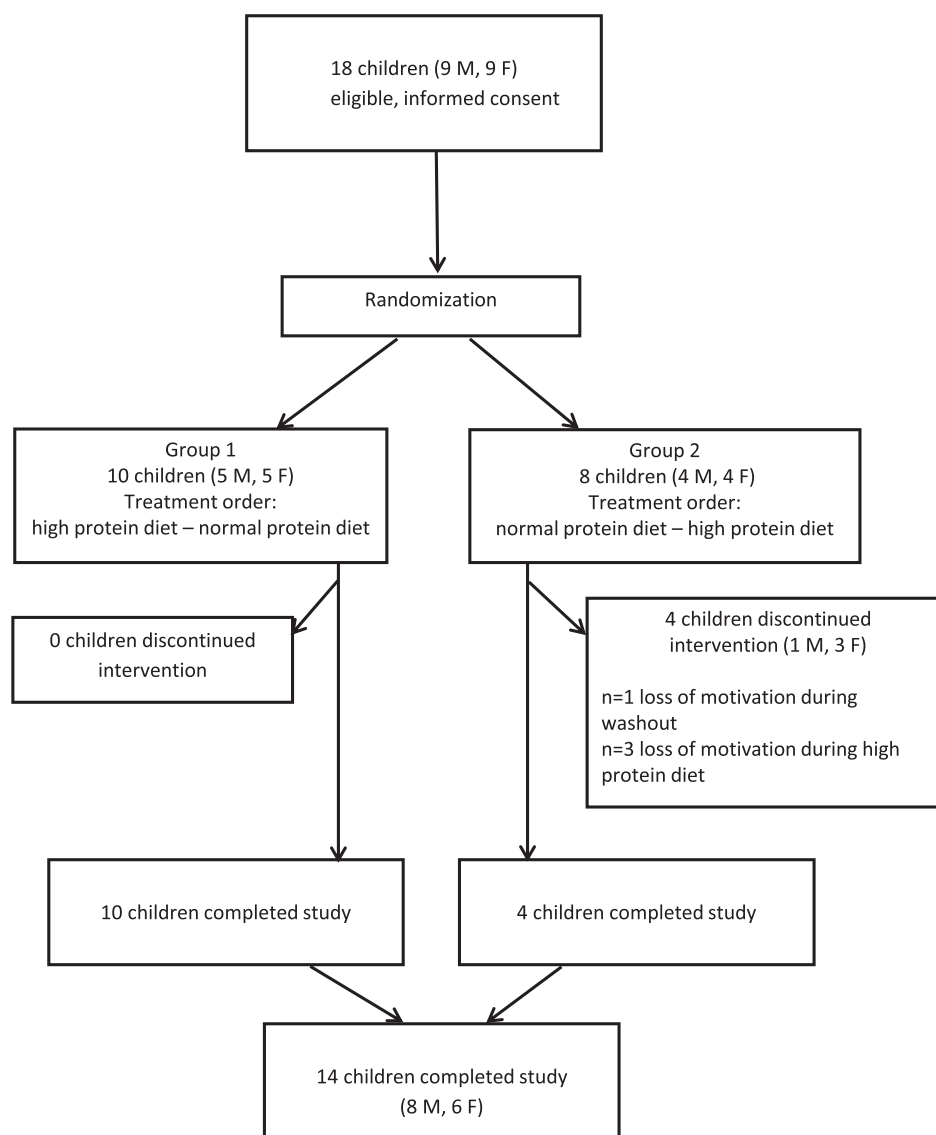 18 children (9 M, 9 F)
eligible, informed consent
Randomization
Group 1
10 children (5 M, 5 F)
Treatment order:
high protein diet – normal protein diet
Group 2
8 children (4 M, 4 F)
Treatment order:
normal protein diet – high protein diet
0 children discontinued
intervention
4 children discontinued
intervention (1 M, 3 F)
n=1 loss of motivation during
washout
n=3 loss of motivation during high
protein diet
10 children completed study
4 children completed study
14 children completed study
(8 M, 6 F)